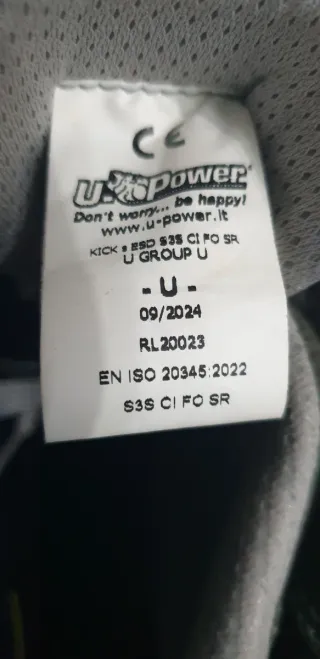 CE
U-Power
Don't worry... be happy!
www.u-power.it
KICK • ESD S3S CI FO SR
U GROUP U
- U -
09/2024
RL20023
EN ISO 20345:2022
S3S CI FO SR